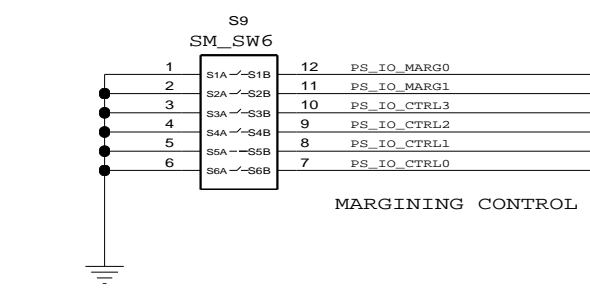 S9
SM_SW6
1 S1A S1B 12 PS_IO_MARG0
2 S2A S2B 11 PS_IO_MARG1
3 S3A S3B 10 PS_IO_CTRL3
4 S4A S4B 9 PS_IO_CTRL2
5 S5A S5B 8 PS_IO_CTRL1
6 S6A S6B 7 PS_IO_CTRL0
MARGINING CONTROL